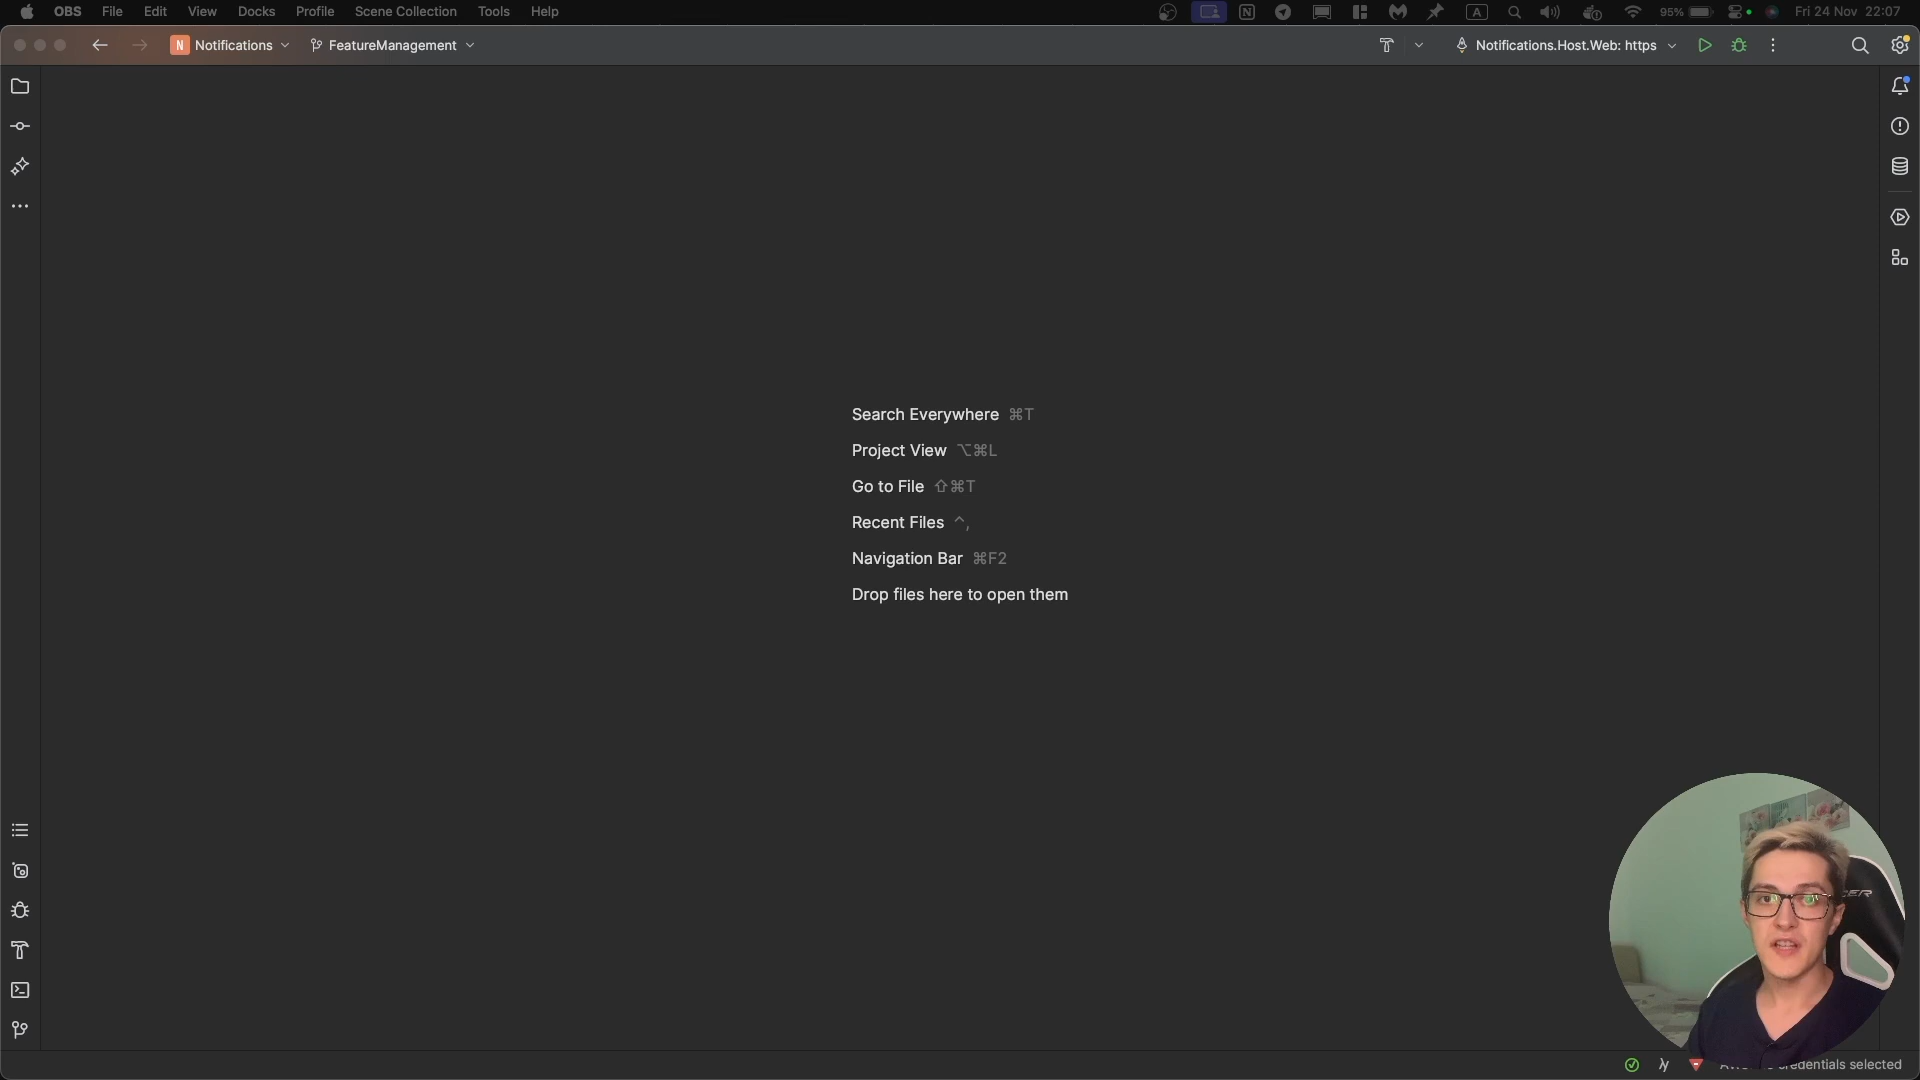 OBS File Edit View Docks Profile Scene Collection Tools Help A 95% Fri 24 Nov 22:07
N Notifications FeatureManagement Notifications.Host.Web: https
Search Everywhere ⌘T
Project View ⌥⌘L
Go to File ⇧⌘T
Recent Files ^,
Navigation Bar ⌘F2
Drop files here to open them
credentials selected